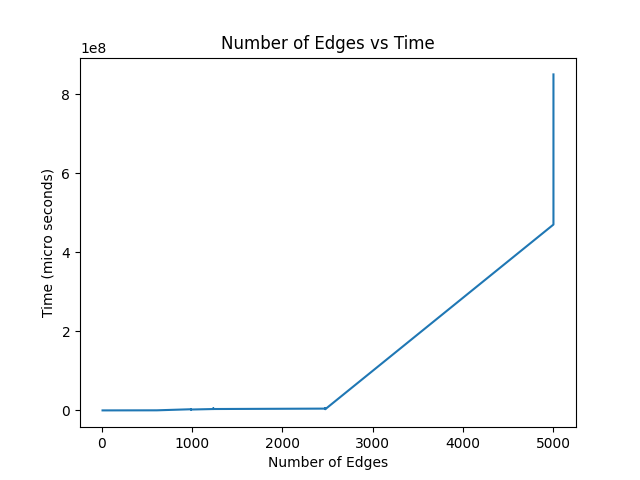 Number of Edges vs Time
1e8
8
6
4
2
0
Time (micro seconds)
0 1000 2000 3000 4000 5000
Number of Edges